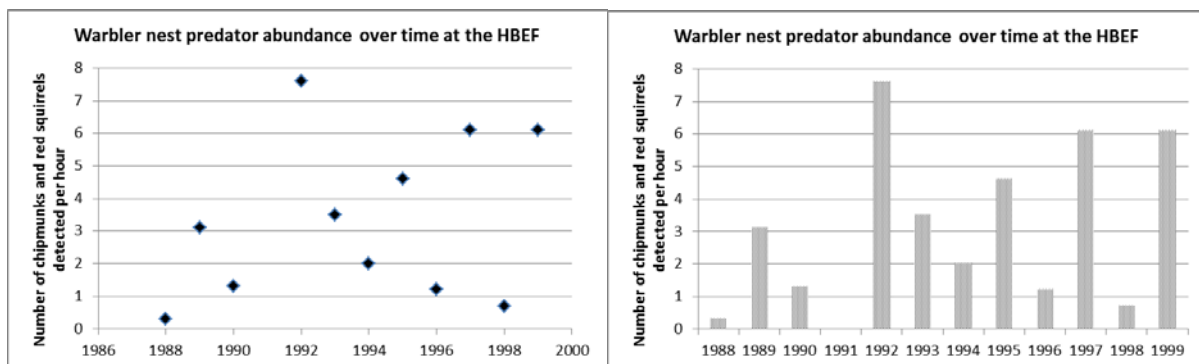 Warbler nest predator abundance over time at the HBEF
Number of chipmunks and red squirrels
detected per hour
8
7
6
5
4
3
2
1
0
1986 1988 1990 1992 1994 1996 1998 2000
Warbler nest predator abundance over time at the HBEF
Number of chipmunks and red squirrels
detected per hour
8
7
6
5
4
3
2
1
0
1988 1989 1990 1991 1992 1993 1994 1995 1996 1997 1998 1999